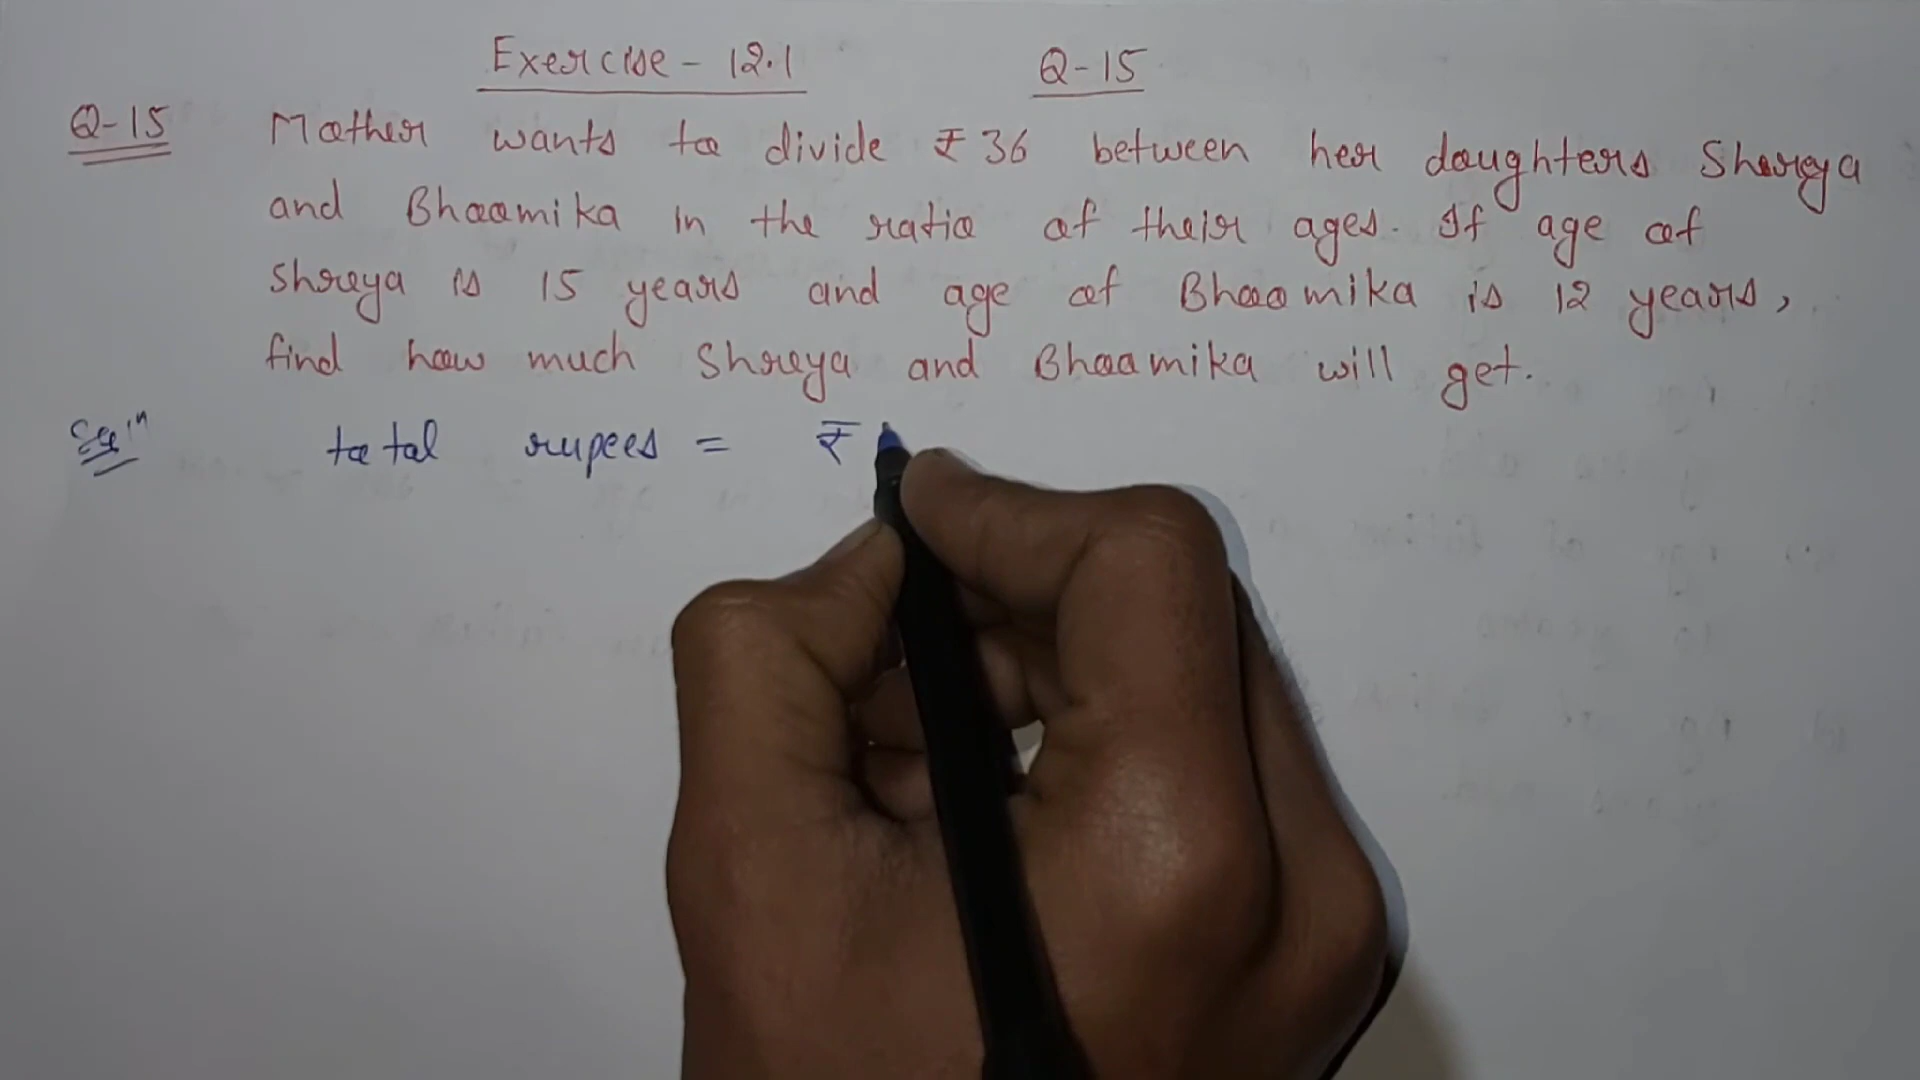 Exercise - 12.1 Q-15
Q-15 Mother wants to divide ₹ 36 between her daughters Shreya
and Bhoomika in the ratio of their ages. If age of
Shreya is 15 years and age of Bhoomika is 12 years,
find how much Shreya and Bhoomika will get.
Solⁿ total rupees = ₹